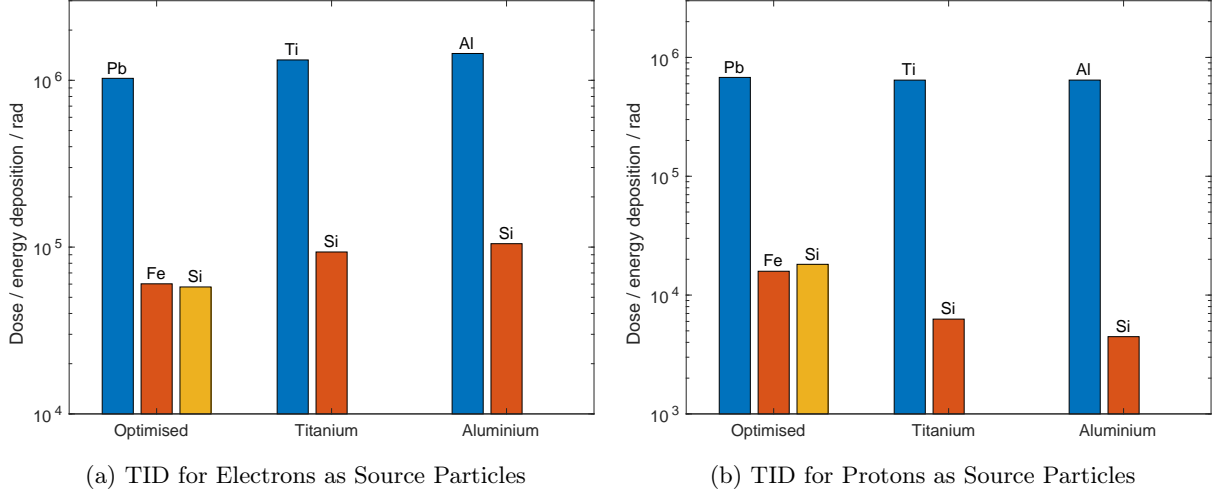 Dose / energy deposition / rad
10^6
10^5
10^4
Pb
Fe
Si
Ti
Si
Al
Si
Optimised
Titanium
Aluminium
(a) TID for Electrons as Source Particles
Dose / energy deposition / rad
10^6
10^5
10^4
10^3
Pb
Fe
Si
Ti
Si
Al
Si
Optimised
Titanium
Aluminium
(b) TID for Protons as Source Particles